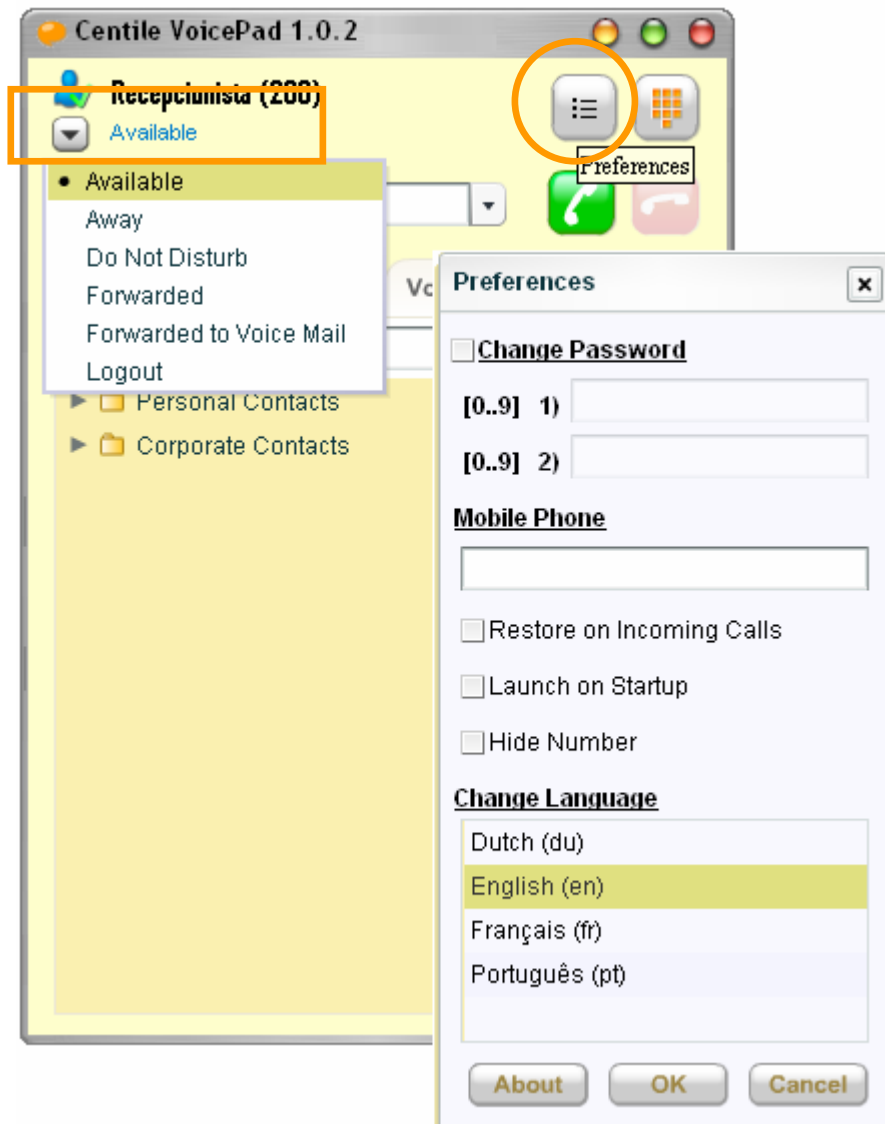 Centile VoicePad 1.0.2
Recepcionista (200)
Available
Preferences
Available
Away
Do Not Disturb
Forwarded
Forwarded to Voice Mail
Logout
Personal Contacts
Corporate Contacts
Preferences
Change Password
[0..9] 1)
[0..9] 2)
Mobile Phone
Restore on Incoming Calls
Launch on Startup
Hide Number
Change Language
Dutch (du)
English (en)
Français (fr)
Português (pt)
About OK Cancel